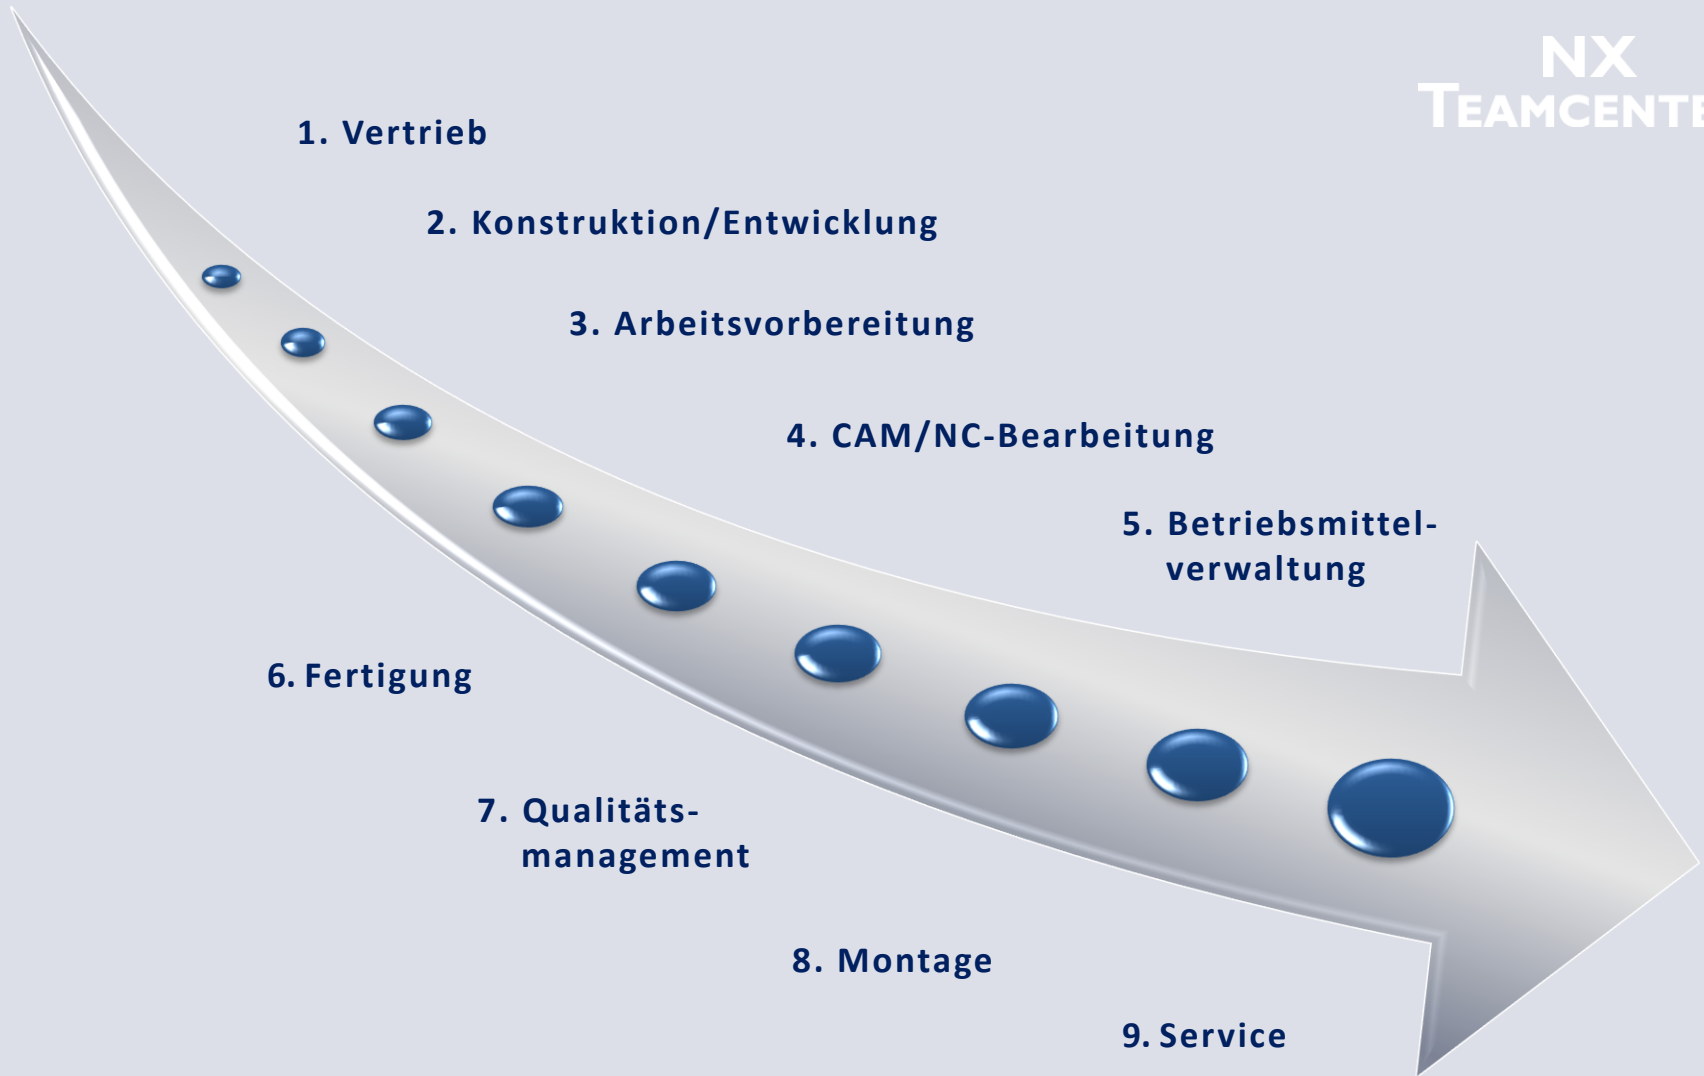 NX
TEAMCENTE
1. Vertrieb
2. Konstruktion/Entwicklung
3. Arbeitsvorbereitung
4. CAM/NC-Bearbeitung
5. Betriebsmittel-
verwaltung
6. Fertigung
7. Qualitäts-
management
8. Montage
9. Service